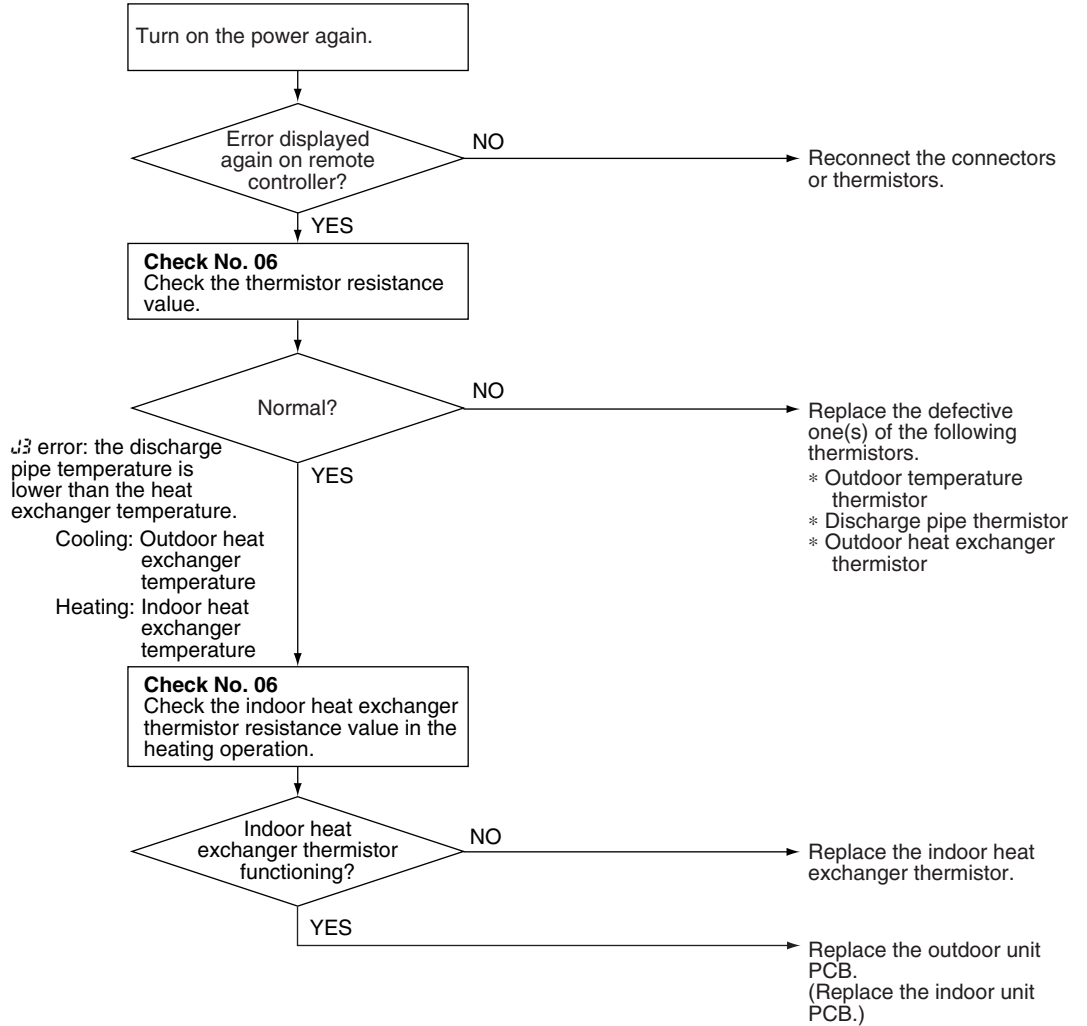 Turn on the power again.
Error displayed
again on remote
controller?
NO
Reconnect the connectors
or thermistors.
YES
Check No. 06
Check the thermistor resistance
value.
Normal?
NO
Replace the defective
one(s) of the following
thermistors.
* Outdoor temperature
thermistor
* Discharge pipe thermistor
* Outdoor heat exchanger
thermistor
YES
J3 error: the discharge
pipe temperature is
lower than the heat
exchanger temperature.
Cooling: Outdoor heat
exchanger
temperature
Heating: Indoor heat
exchanger
temperature
Check No. 06
Check the indoor heat exchanger
thermistor resistance value in the
heating operation.
Indoor heat
exchanger thermistor
functioning?
NO
Replace the indoor heat
exchanger thermistor.
YES
Replace the outdoor unit
PCB.
(Replace the indoor unit
PCB.)